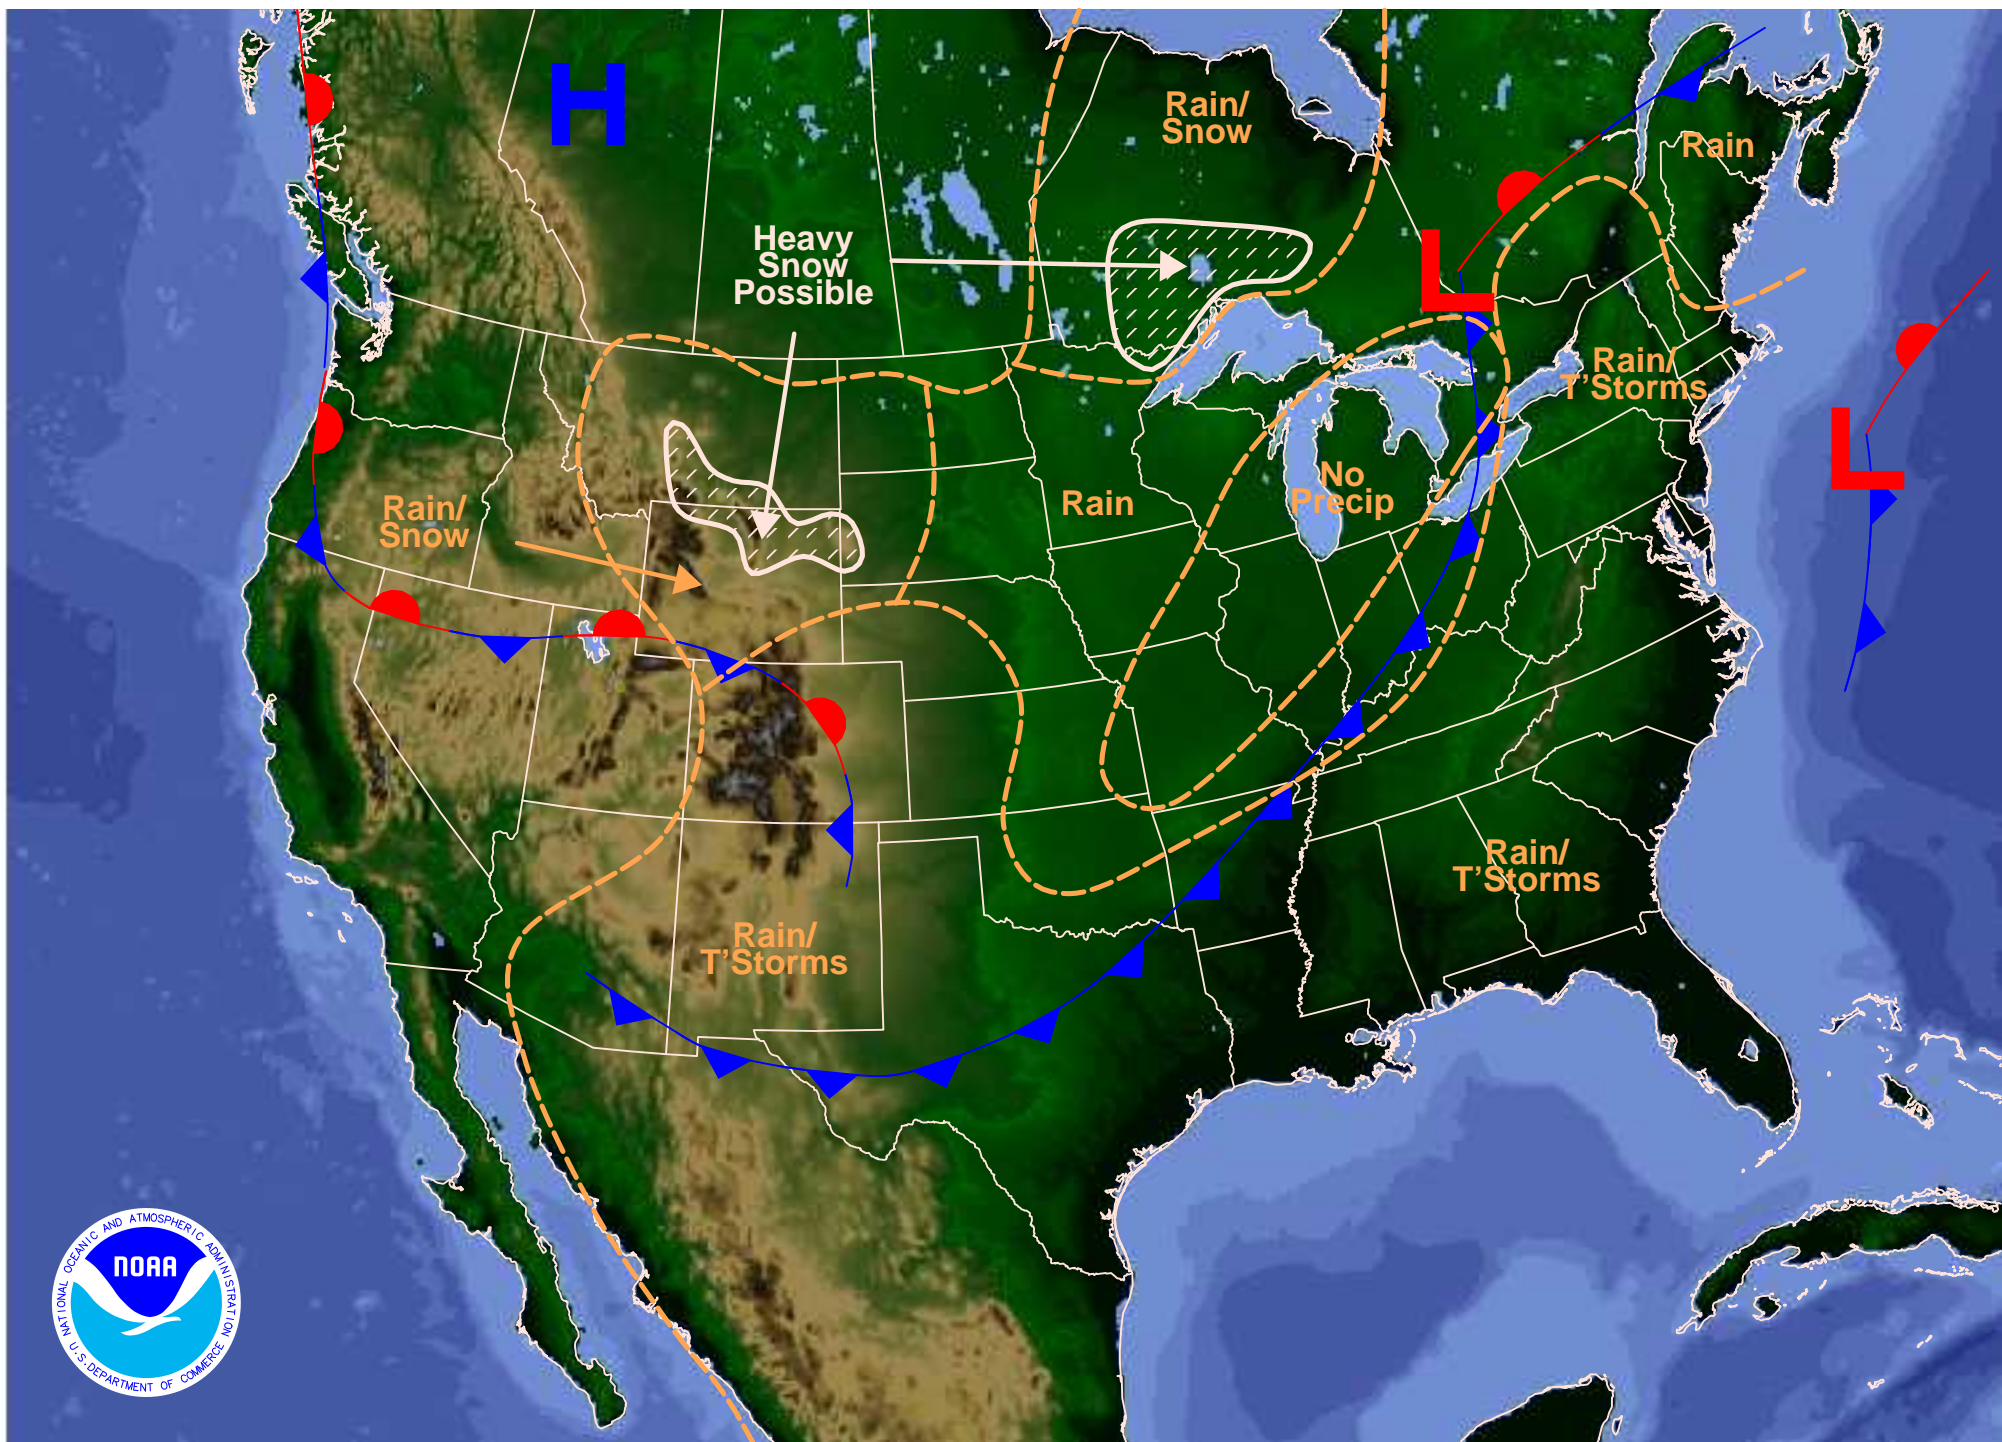 H
Rain/
Snow
Rain
Heavy
Snow
Possible
L
Rain/
T'Storms
L
No
Precip
Rain
Rain/
Snow
Rain/
T'Storms
Rain/
T'Storms
NATIONAL OCEANIC AND ATMOSPHERIC ADMINISTRATION
NOAA
U.S. DEPARTMENT OF COMMERCE